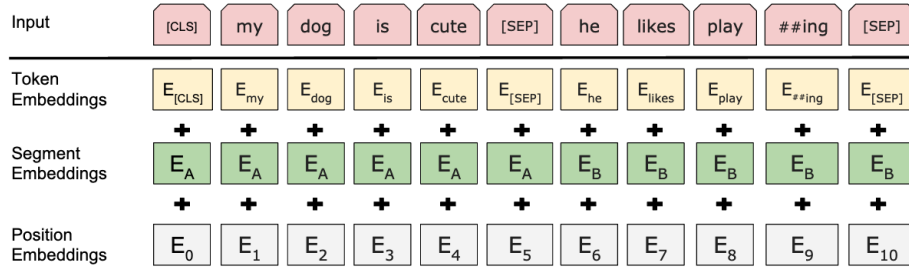 Input [CLS] my dog is cute [SEP] he likes play ##ing [SEP]
Token Embeddings E[CLS] Emy Edog Eis Ecute E[SEP] Ehe Elikes Eplay E##ing E[SEP]
+ + + + + + + + + + +
Segment Embeddings EA EA EA EA EA EA EB EB EB EB EB
+ + + + + + + + + + +
Position Embeddings E0 E1 E2 E3 E4 E5 E6 E7 E8 E9 E10